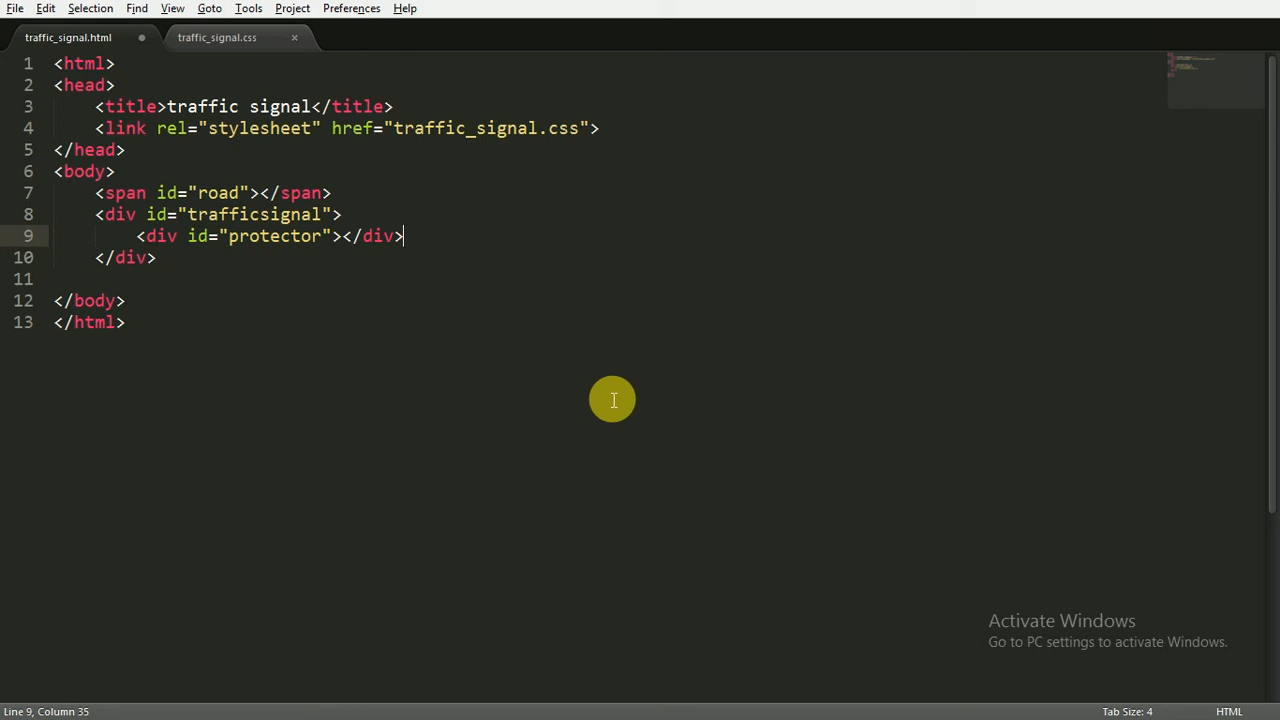 File Edit Selection Find View Goto Tools Project Preferences Help
traffic_signal.html traffic_signal.css ×
1 <html>
2 <head>
3 <title>traffic signal</title>
4 <link rel="stylesheet" href="traffic_signal.css">
5 </head>
6 <body>
7 <span id="road"></span>
8 <div id="trafficsignal">
9 <div id="protector"></div>
10 </div>
11
12 </body>
13 </html>
Activate Windows
Go to PC settings to activate Windows.
Line 9, Column 35 Tab Size: 4 HTML